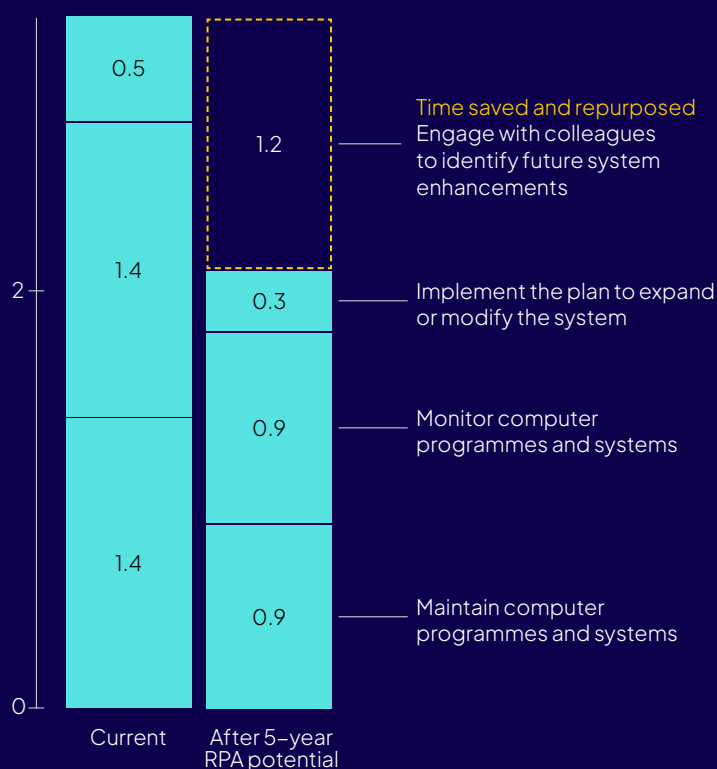 0.5
1.2
Time saved and repurposed
Engage with colleagues
to identify future system
enhancements
1.4
2
0.3
Implement the plan to expand
or modify the system
0.9
Monitor computer
programmes and systems
1.4
0.9
Maintain computer
programmes and systems
0
Current
After 5–year
RPA potential